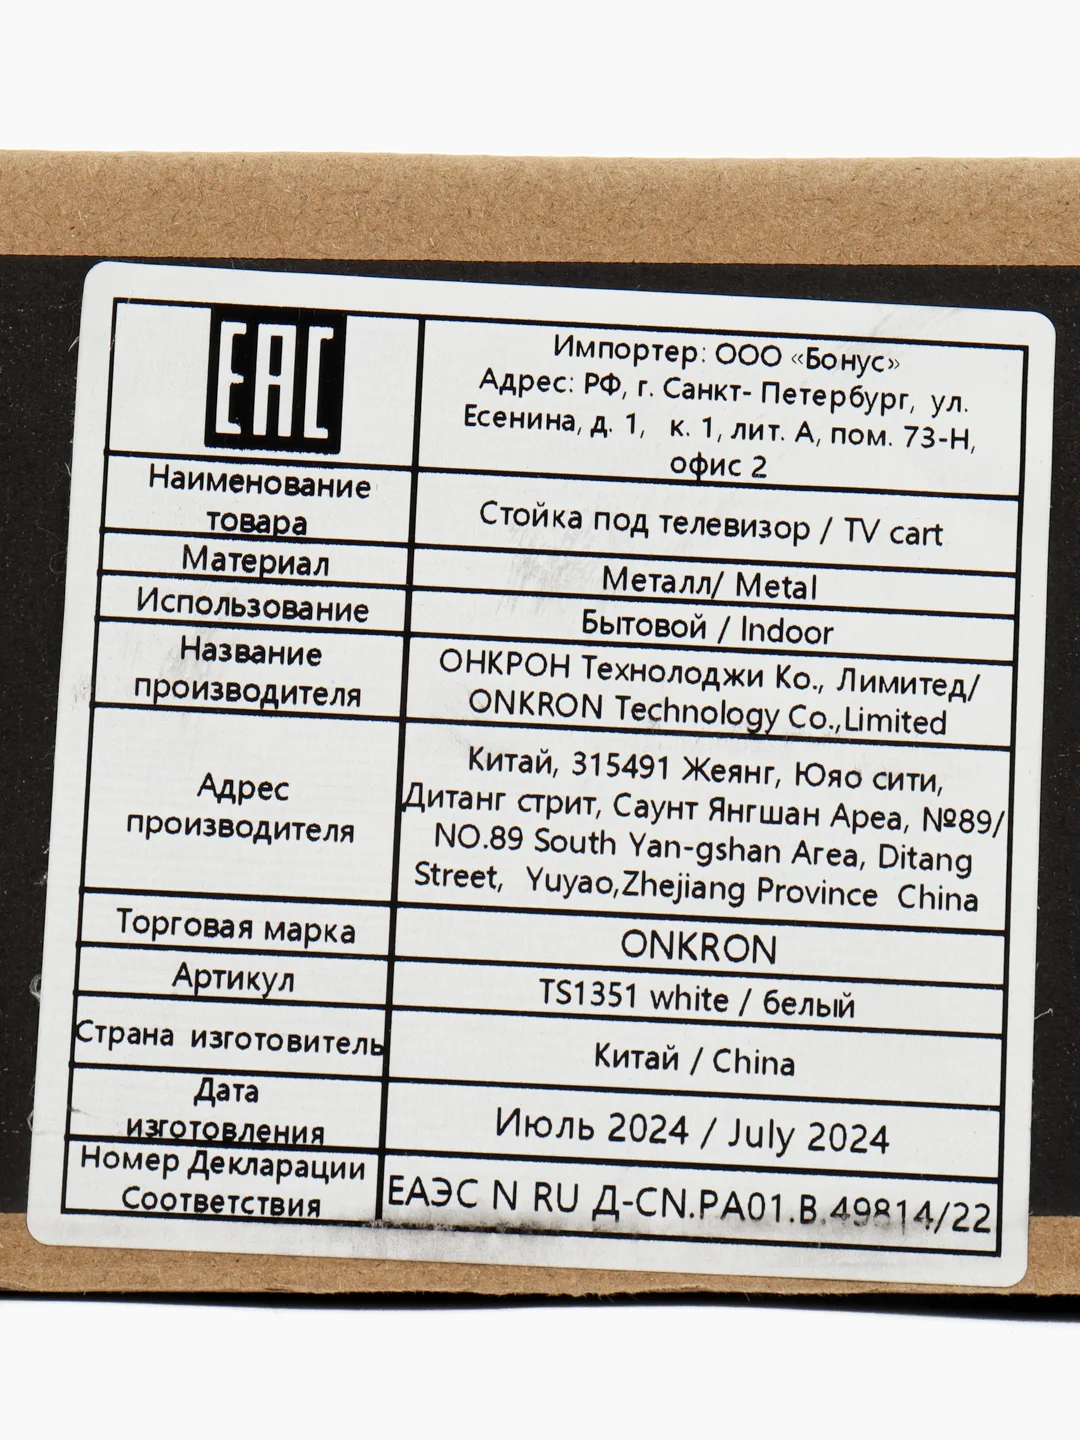 EAC
Импортер: ООО «Бонус»
Адрес: РФ, г. Санкт- Петербург, ул.
Есенина, д. 1, к. 1, лит. А, пом. 73-Н,
офис 2
Наименование
товара
Стойка под телевизор / TV cart
Материал
Металл/ Metal
Использование
Бытовой / Indoor
Название
производителя
ОНКРОН Технолоджи Ко., Лимитед/
ONKRON Technology Co.,Limited
Адрес
производителя
Китай, 315491 Жеянг, Юяо сити,
Дитанг стрит, Саунт Янгшан Ареа, №89/
NO.89 South Yan-gshan Area, Ditang
Street, Yuyao,Zhejiang Province China
Торговая марка
ONKRON
Артикул
TS1351 white / белый
Страна изготовитель
Китай / China
Дата
изготовления
Июль 2024 / July 2024
Номер Декларации
Соответствия
ЕАЭС N RU Д-CN.РА01.В.49814/22